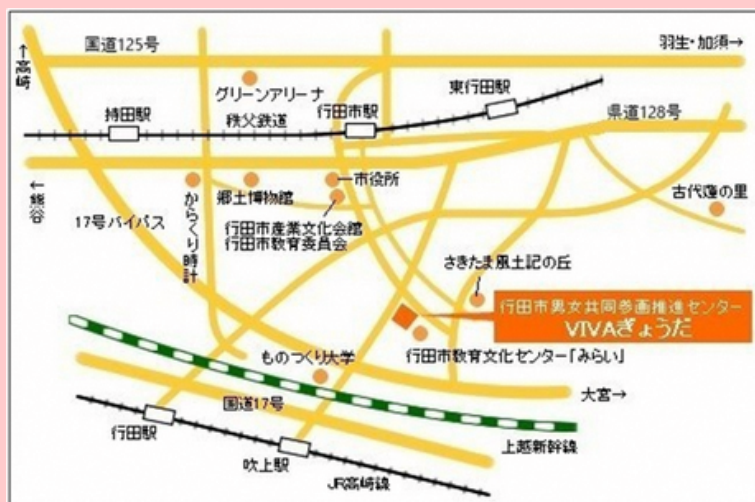 国道125号
羽生・加須→
←高崎
グリーンアリーナ
東行田駅
持田駅
秩父鉄道
行田市駅
県道128号
←熊谷
17号バイパス
からくり時計
郷土博物館
市役所
行田市産業文化会館
行田市教育委員会
古代蓮の里
さきたま風土記の丘
行田市男女共同参画推進センター
VIVAぎょうだ
ものつくり大学
行田市教育文化センター「みらい」
大宮→
国道17号
行田駅
吹上駅
上越新幹線
JR高崎線